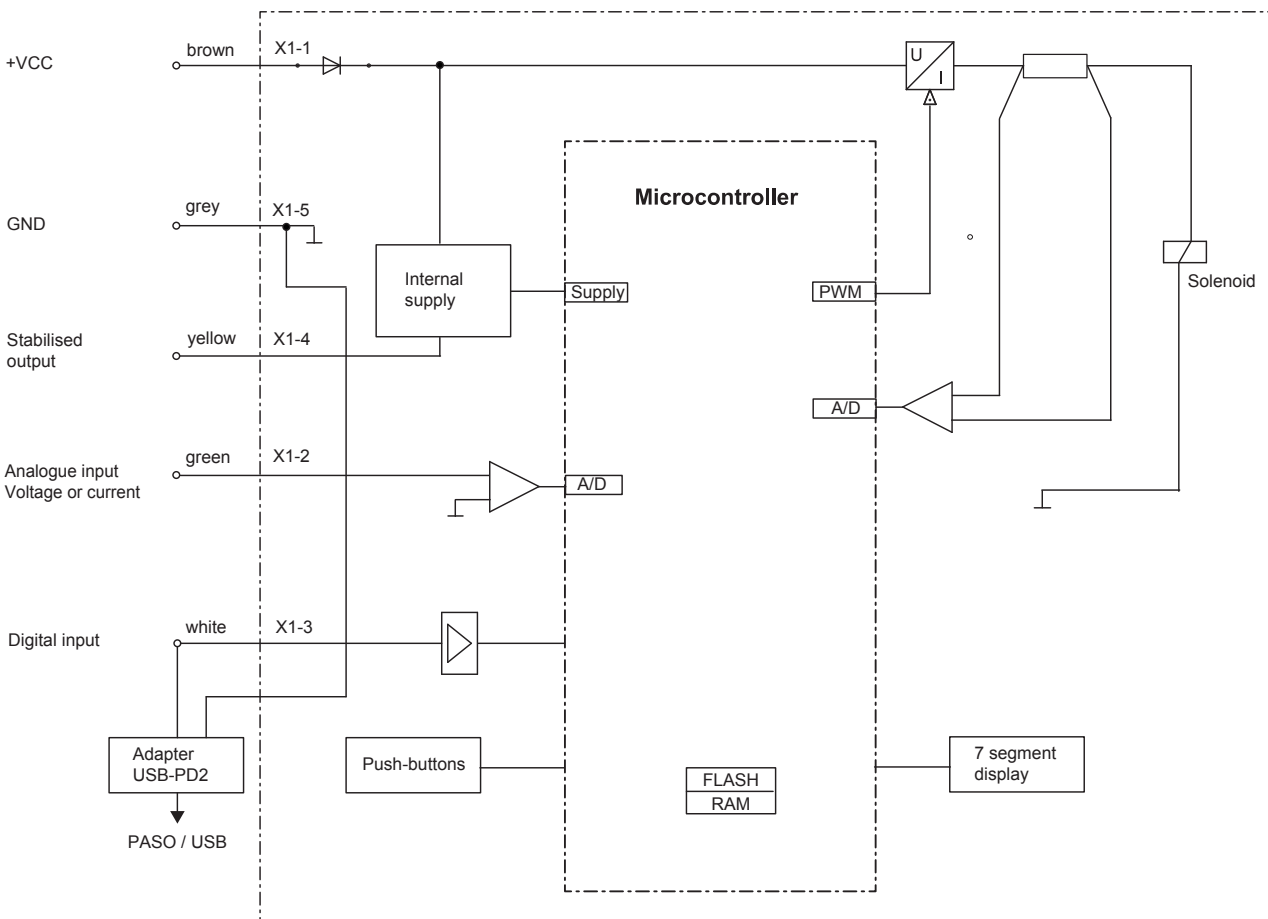 +VCC
brown
X1-1
U
I
Microcontroller
GND
grey
X1-5
Internal
supply
Supply
PWM
Solenoid
Stabilised
output
yellow
X1-4
A/D
Analogue input
Voltage or current
green
X1-2
A/D
Digital input
white
X1-3
Adapter
USB-PD2
Push-buttons
FLASH
RAM
7 segment
display
PASO / USB